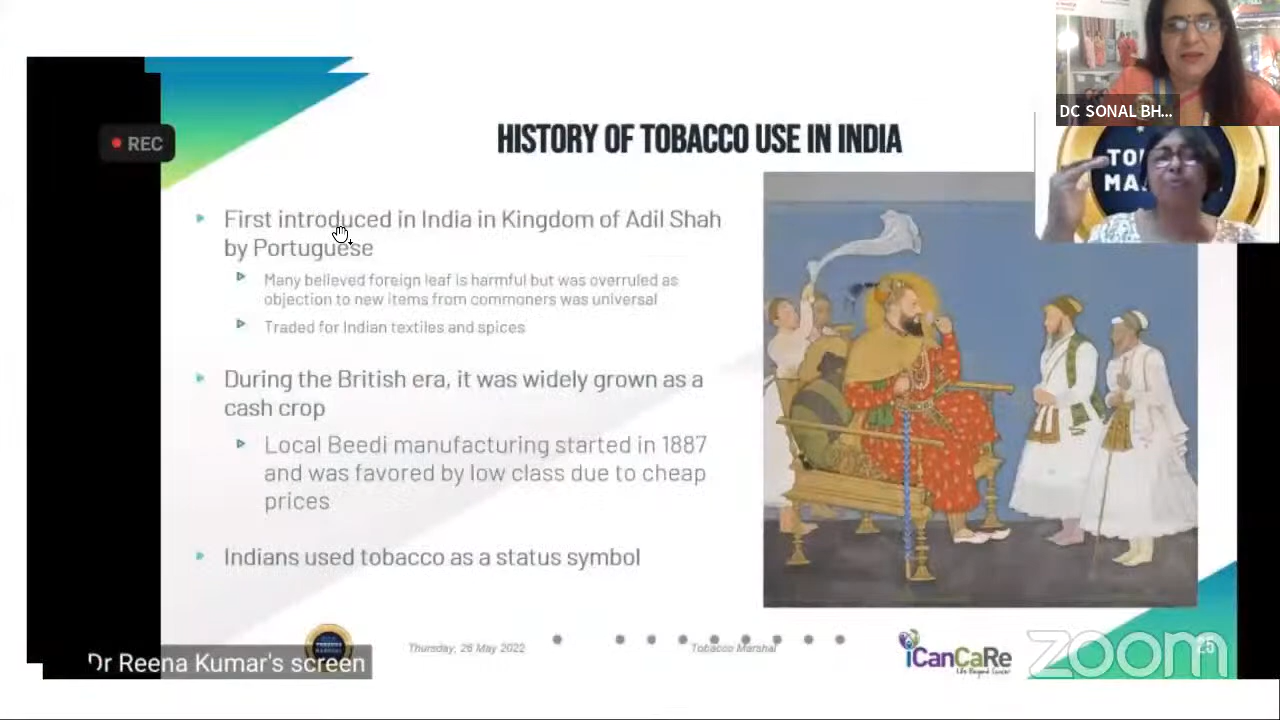 DC SONAL BH...
REC
HISTORY OF TOBACCO USE IN INDIA
First introduced in India in Kingdom of Adil Shah
by Portuguese
Many believed foreign leaf is harmful but was overruled as
objection to new items from commoners was universal
Traded for Indian textiles and spices
During the British era, it was widely grown as a
cash crop
Local Beedi manufacturing started in 1887
and was favored by low class due to cheap
prices
Indians used tobacco as a status symbol
Thursday, 26 May 2022
Tobacco Marshal
iCanCaRe
Life Beyond Cancer
25
zoom
Dr Reena Kumar's screen